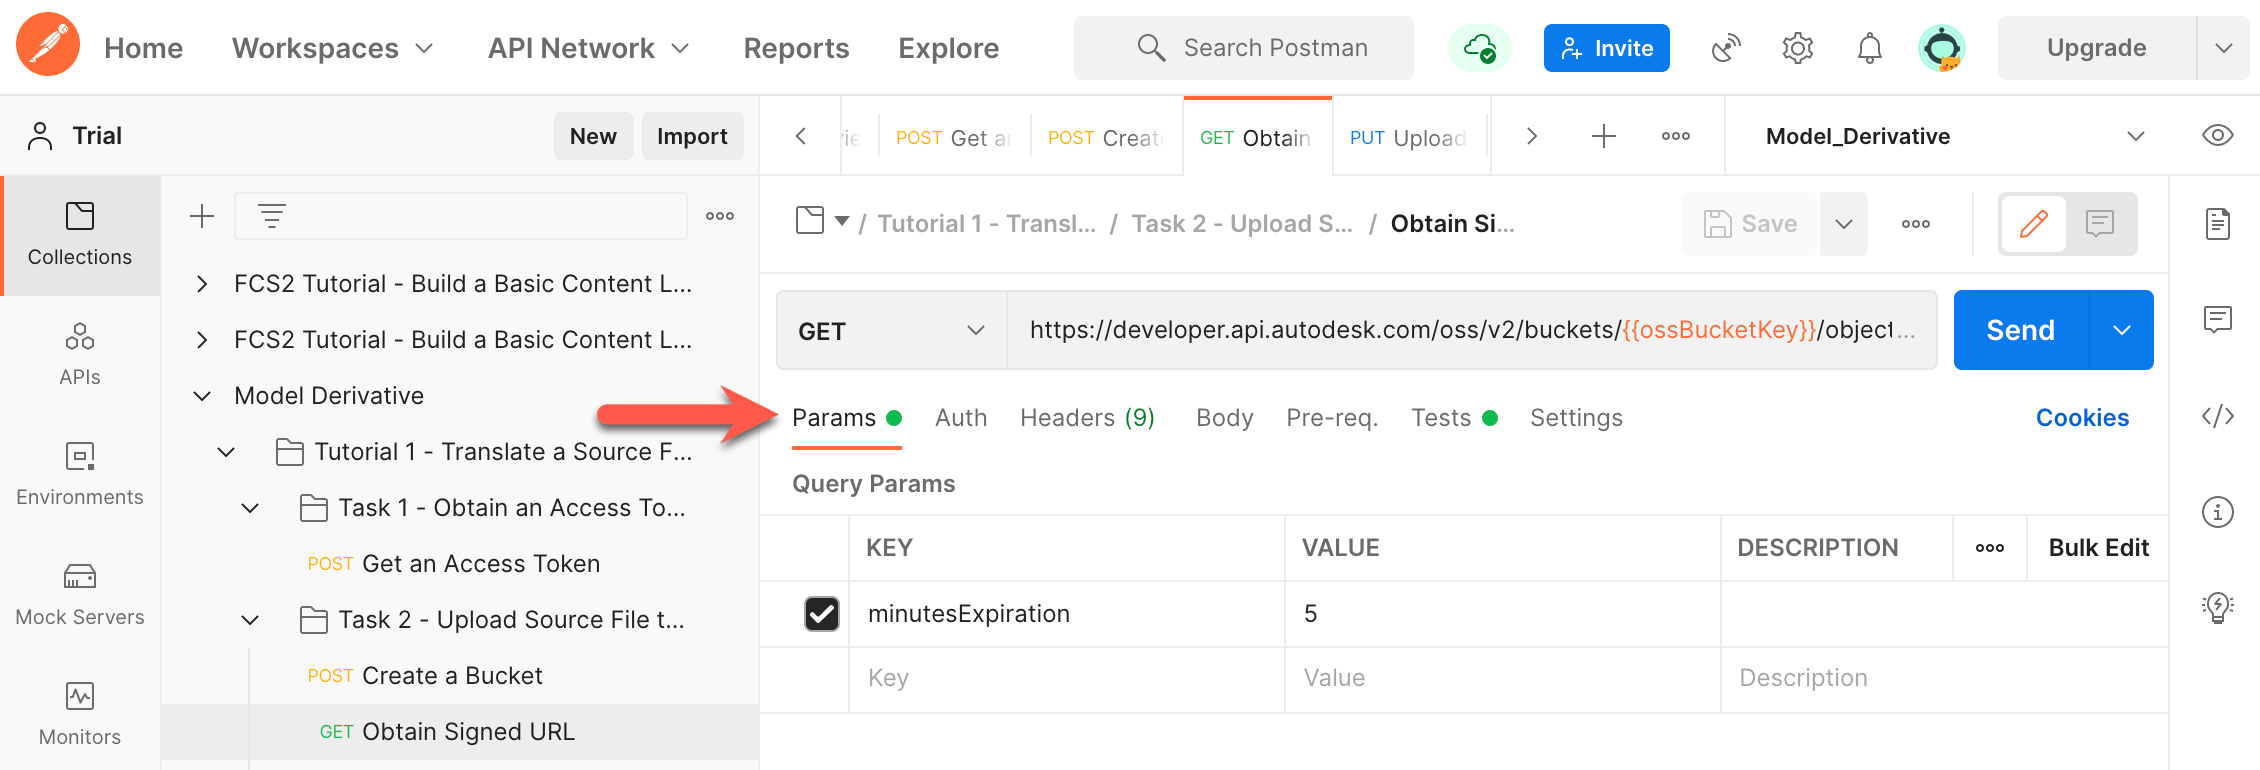 Home Workspaces API Network Reports Explore Search Postman Invite Upgrade
Trial New Import
POST Get POST Creat GET Obtain PUT Upload Model_Derivative
Collections
APIs
Environments
Mock Servers
Monitors
FCS2 Tutorial - Build a Basic Content L...
FCS2 Tutorial - Build a Basic Content L...
Model Derivative
Tutorial 1 - Translate a Source F...
Task 1 - Obtain an Access To...
POST Get an Access Token
Task 2 - Upload Source File t...
POST Create a Bucket
GET Obtain Signed URL
/ Tutorial 1 - Transl... / Task 2 - Upload S... / Obtain Si... Save
GET https://developer.api.autodesk.com/oss/v2/buckets/{{ossBucketKey}}/object... Send
Params Auth Headers (9) Body Pre-req. Tests Settings Cookies
Query Params
KEY VALUE DESCRIPTION Bulk Edit
minutesExpiration 5
Key Value Description